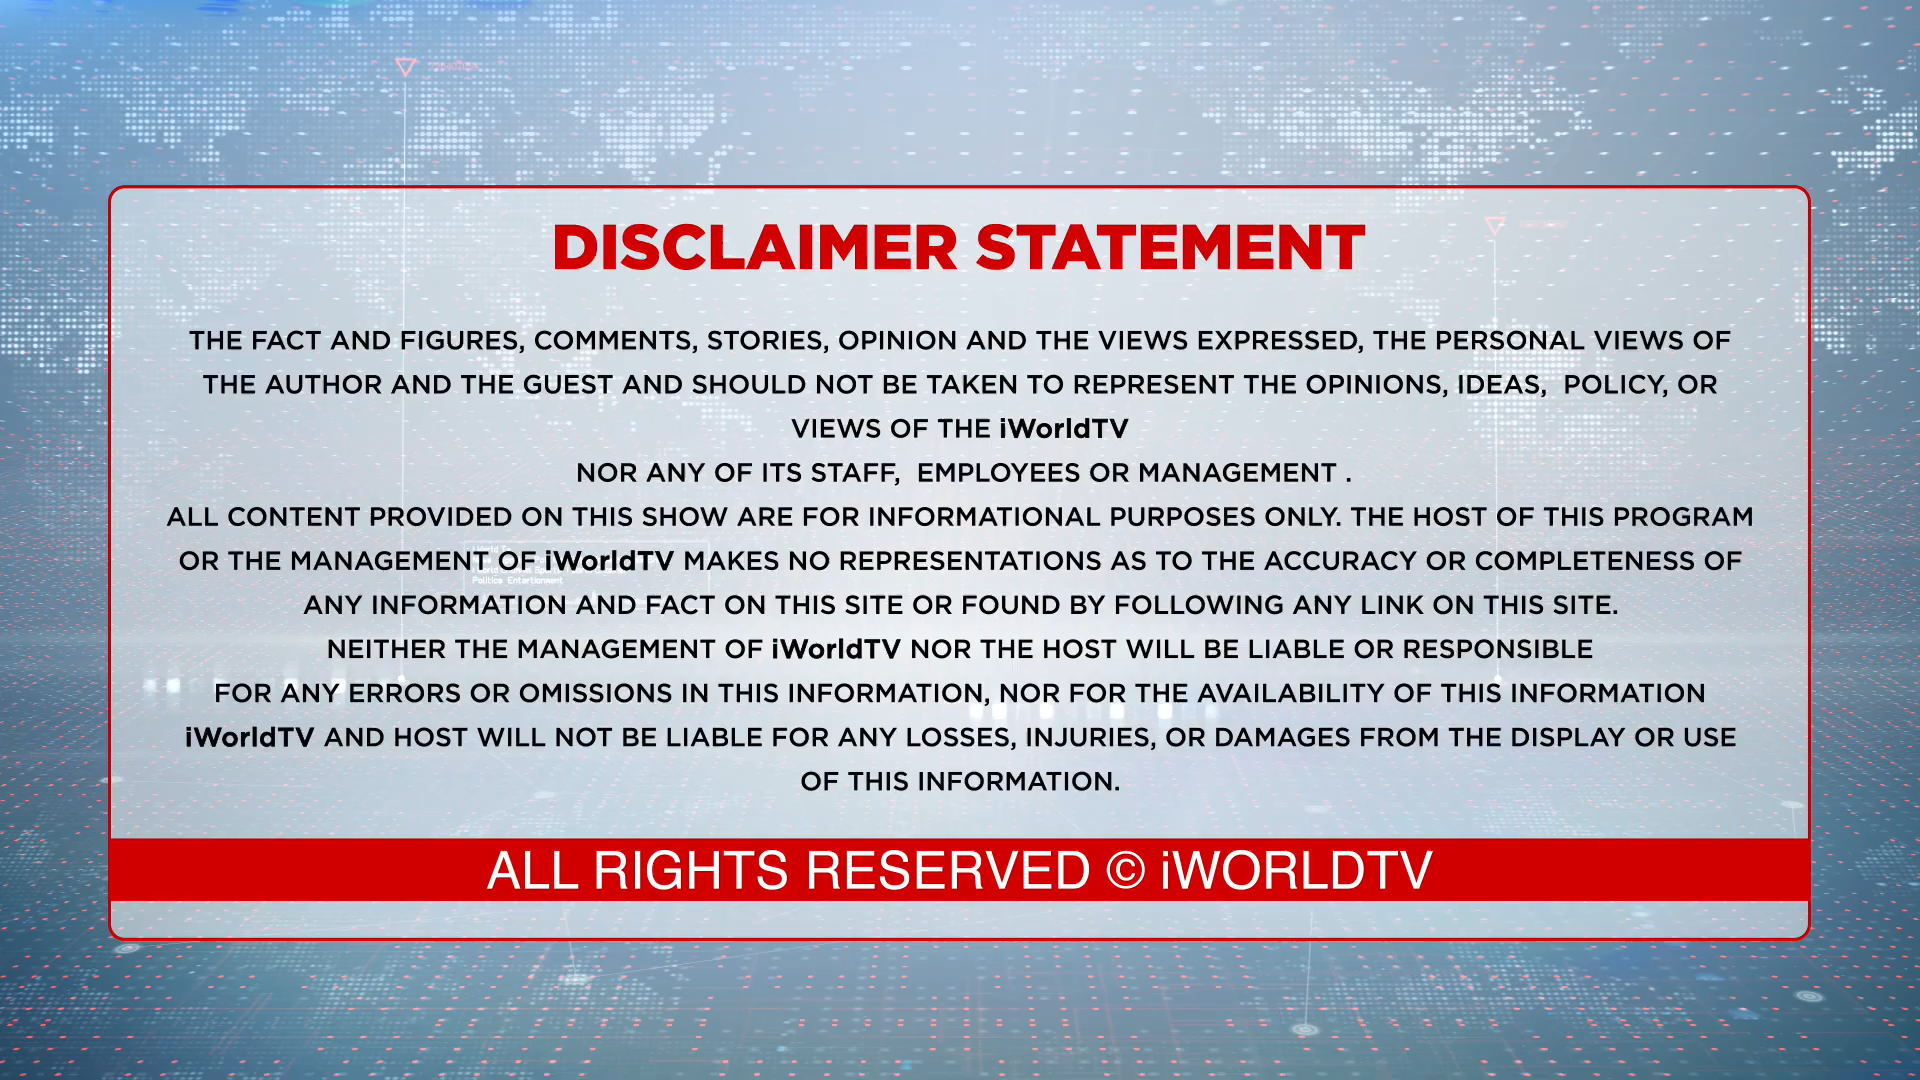 DISCLAIMER STATEMENT
THE FACT AND FIGURES, COMMENTS, STORIES, OPINION AND THE VIEWS EXPRESSED, THE PERSONAL VIEWS OF
THE AUTHOR AND THE GUEST AND SHOULD NOT BE TAKEN TO REPRESENT THE OPINIONS, IDEAS, POLICY, OR
VIEWS OF THE iWorldTV
NOR ANY OF ITS STAFF, EMPLOYEES OR MANAGEMENT .
ALL CONTENT PROVIDED ON THIS SHOW ARE FOR INFORMATIONAL PURPOSES ONLY. THE HOST OF THIS PROGRAM
OR THE MANAGEMENT OF iWorldTV MAKES NO REPRESENTATIONS AS TO THE ACCURACY OR COMPLETENESS OF
Politica Entertionment
ANY INFORMATION AND FACT ON THIS SITE OR FOUND BY FOLLOWING ANY LINK ON THIS SITE.
NEITHER THE MANAGEMENT OF iWorldTV NOR THE HOST WILL BE LIABLE OR RESPONSIBLE
FOR ANY ERRORS OR OMISSIONS IN THIS INFORMATION, NOR FOR THE AVAILABILITY OF THIS INFORMATION
iWorldTV AND HOST WILL NOT BE LIABLE FOR ANY LOSSES, INJURIES, OR DAMAGES FROM THE DISPLAY OR USE
OF THIS INFORMATION.
ALL RIGHTS RESERVED © iWORLDTV